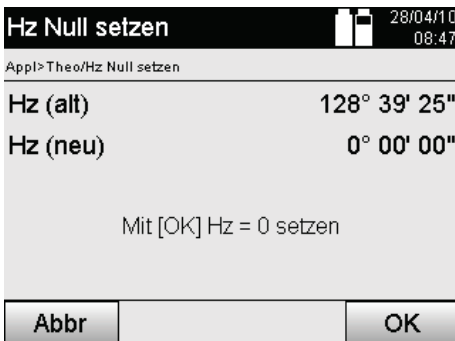 Hz Null setzen
28/04/10
08:47
Appl>Theo/Hz Null setzen
Hz (alt) 128° 39' 25"
Hz (neu) 0° 00' 00"
Mit [OK] Hz = 0 setzen
Abbr OK